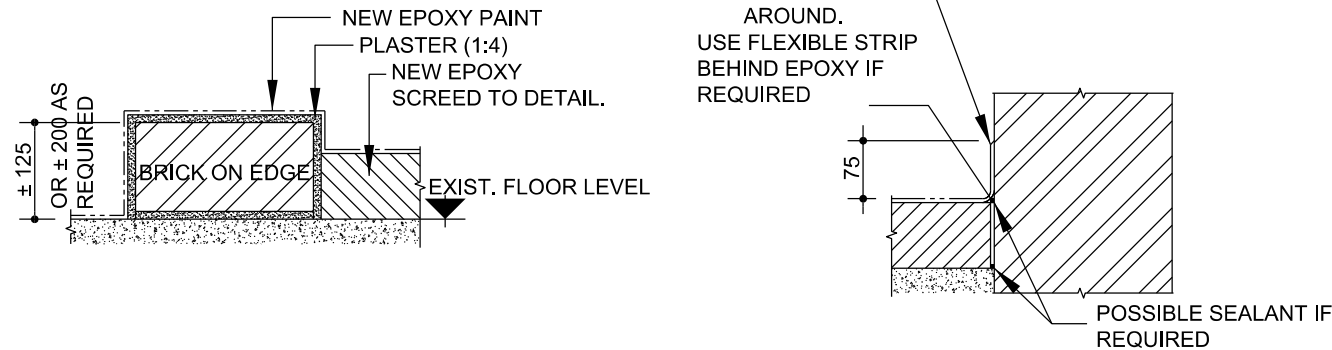 NEW EPOXY PAINT
PLASTER (1:4)
NEW EPOXY
SCREED TO DETAIL.
± 125
OR ± 200 AS
REQUIRED
BRICK ON EDGE
EXIST. FLOOR LEVEL
AROUND.
USE FLEXIBLE STRIP
BEHIND EPOXY IF
REQUIRED
75
POSSIBLE SEALANT IF
REQUIRED